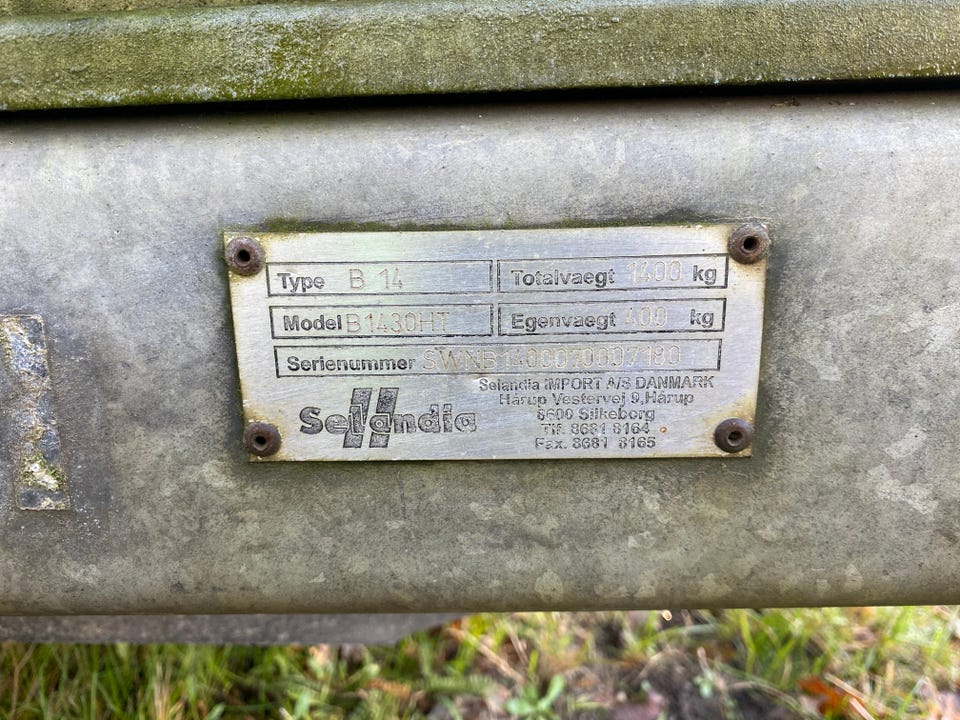 Type B 14 Totalvaegt 1400 kg
Model B1430HT Egenvaegt 400 kg
Serienummer SWNB1400070007180
Selandia
Selandia IMPORT A/S DANMARK
Hårup Vestervej 9, Hårup
8600 Silkeborg
Tlf. 8681 8164
Fax. 8681 8165